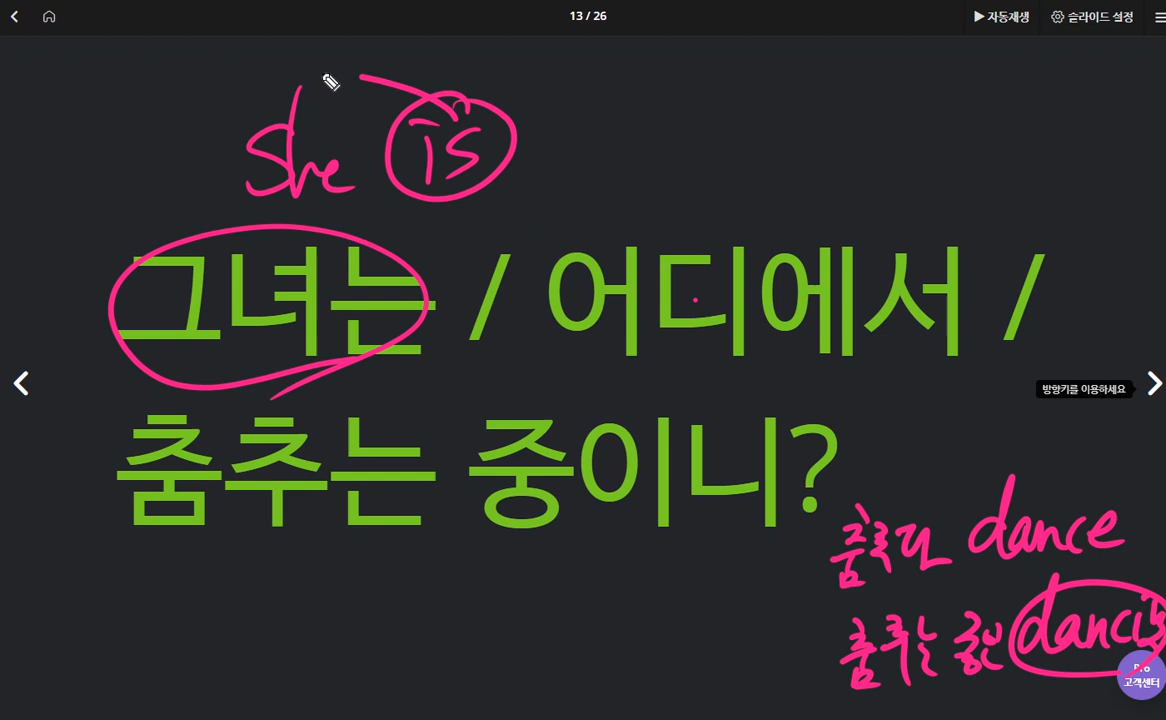 13 / 26
자동재생
슬라이드 설정
She is
그녀는 / 어디에서 /
방향키를 이용하세요
춤추는 중이니?
춤추다 dance
춤추는 중인
Pro
고객센터